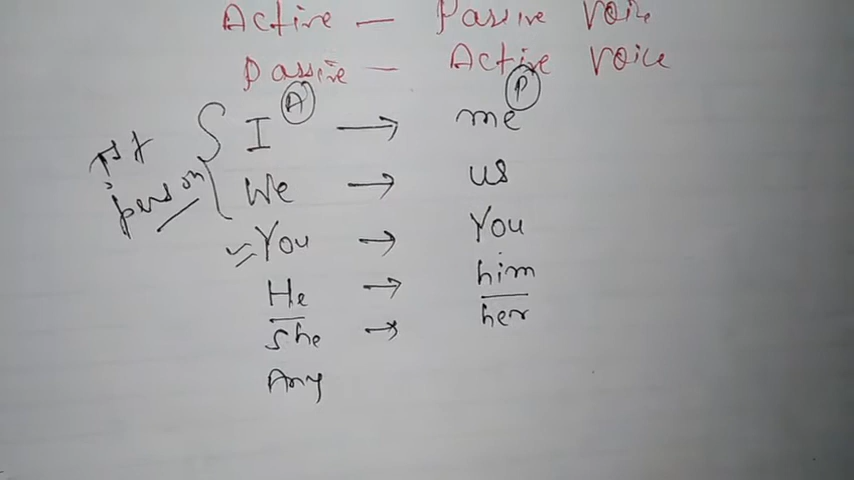 Active — Passive Voice
Passive — Active Voice
A P
I → me
1st person
We → us
You → You
He → him
She → her
Any